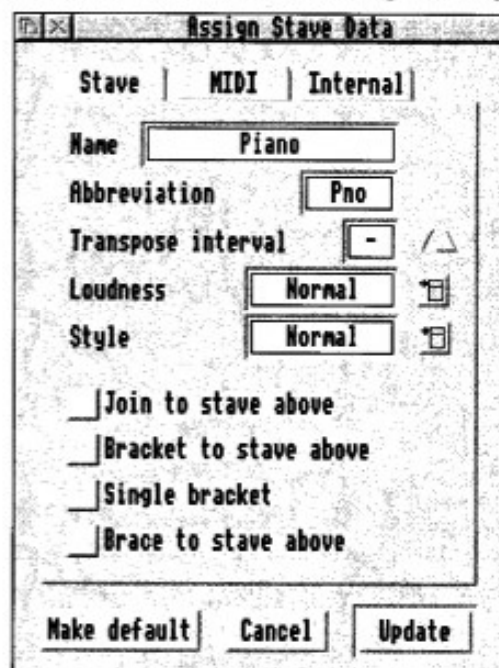 Assign Stave Data
Stave MIDI Internal
Name Piano
Abbreviation Pno
Transpose interval -
Loudness Normal
Style Normal
Join to stave above
Bracket to stave above
Single bracket
Brace to stave above
Make default Cancel Update